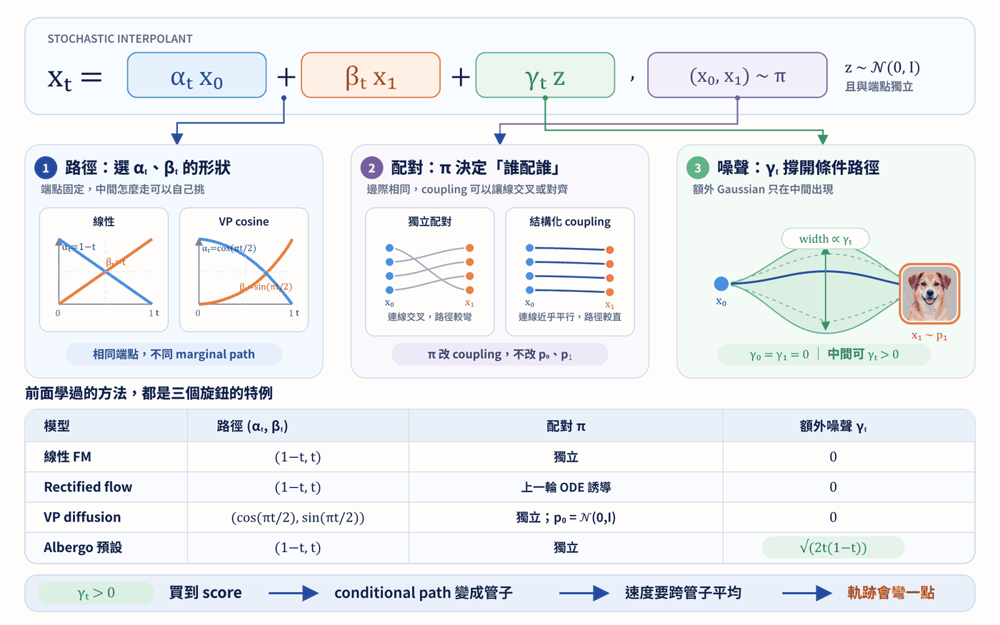 STOCHASTIC INTERPOLANT
xₜ = αₜ x₀ + βₜ x₁ + γₜ z , (x₀, x₁) ~ π
z ~ 𝒩(0, I)
且與端點獨立
1 路徑：選 αₜ、βₜ 的形狀
端點固定，中間怎麼走可以自己挑
線性
αₜ=1−t
βₜ=t
0 1 t
VP cosine
αₜ=cos(πt/2)
βₜ=sin(πt/2)
0 1 t
相同端點，不同 marginal path
2 配對：π 決定「誰配誰」
邊際相同，coupling 可以讓線交叉或對齊
獨立配對
x₀ x₁
連線交叉，路徑較彎
結構化 coupling
x₀ x₁
連線近乎平行，路徑較直
π 改 coupling，不改 p₀、p₁
3 噪聲：γₜ 撐開條件路徑
額外 Gaussian 只在中間出現
width ∝ γₜ
x₀
x₁ ~ p₁
γ₀ = γ₁ = 0 | 中間可 γₜ > 0
前面學過的方法，都是三個旋鈕的特例
模型 路徑 (αₜ, βₜ) 配對 π 額外噪聲 γₜ
線性 FM (1−t, t) 獨立 0
Rectified flow (1−t, t) 上一輪 ODE 誘導 0
VP diffusion (cos(πt/2), sin(πt/2)) 獨立；p₀ = 𝒩(0,I) 0
Albergo 預設 (1−t, t) 獨立 √(2t(1−t))
γₜ > 0 買到 score → conditional path 變成管子 → 速度要跨管子平均 → 軌跡會彎一點